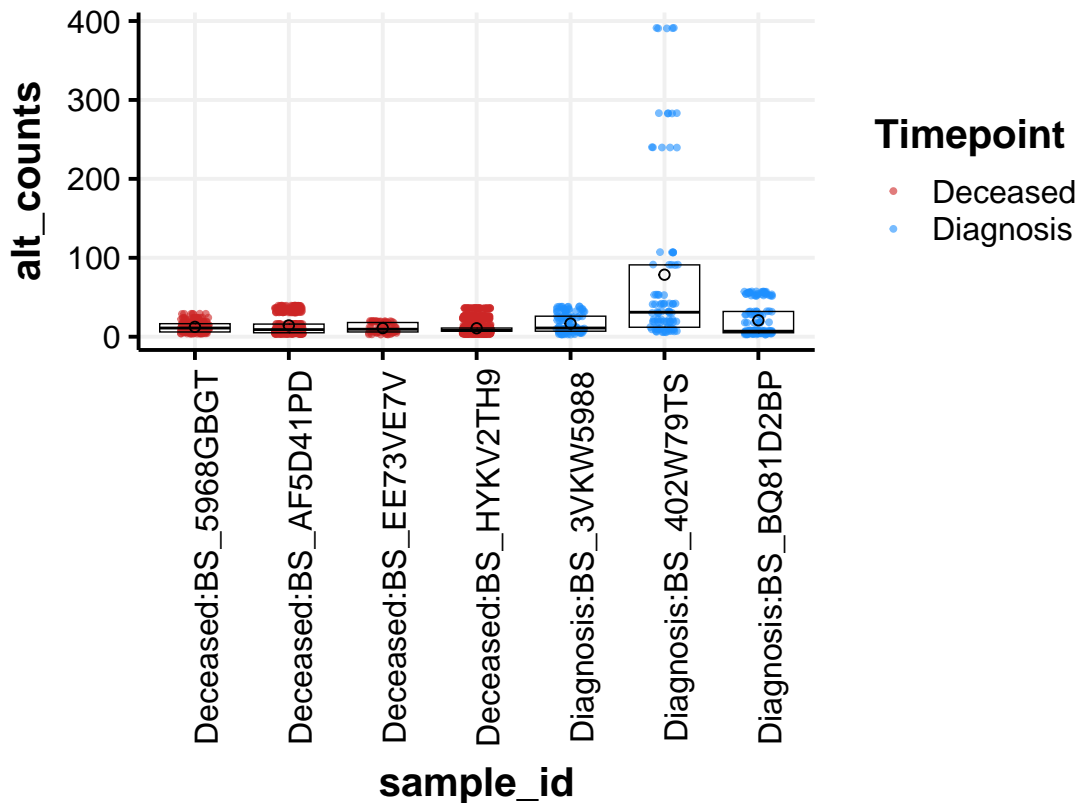 400
300
200
100
0
alt_counts
Deceased:BS_5968GBGT
Deceased:BS_AF5D41PD
Deceased:BS_EE73VE7V
Deceased:BS_HYKV2TH9
Diagnosis:BS_3VKW5988
Diagnosis:BS_402W79TS
Diagnosis:BS_BQ81D2BP
sample_id
Timepoint
Deceased
Diagnosis